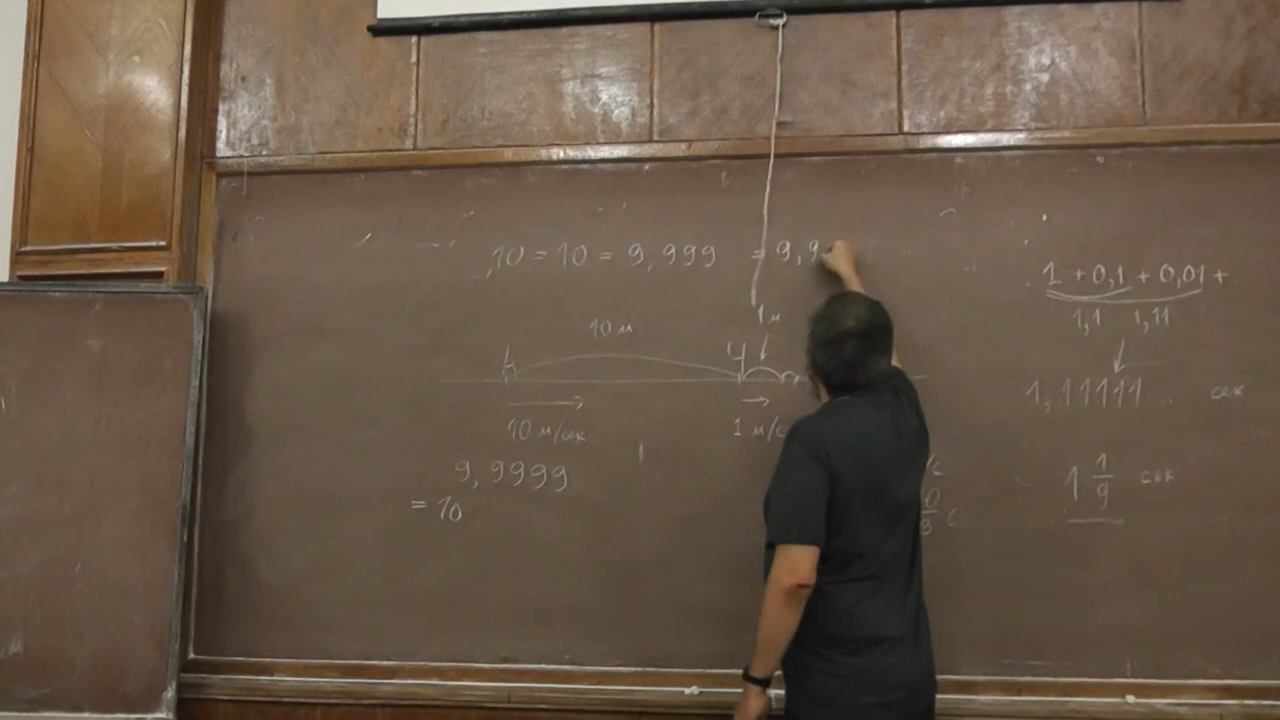 10 = 10 = 9,999 = 9,9
1 + 0,1 + 0,01 +
1,1 1,11
10 м
1 м
А
Ч
1,11111 .. сек
10 м/сек
1 м/с
9,9999
= 10
1 1/9 сек